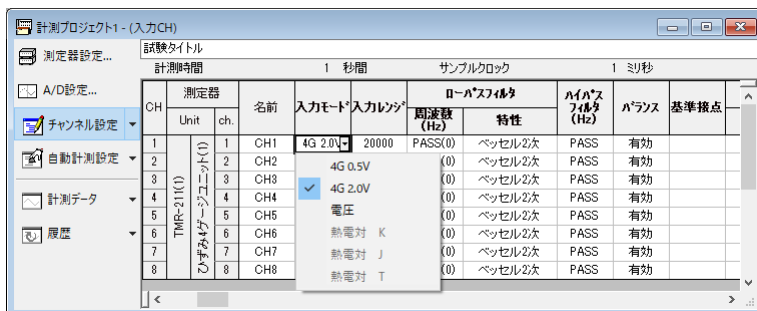 計測プロジェクト1 - (入力CH)
測定器設定...
A/D設定...
チャンネル設定
自動計測設定
計測データ
履歴
試験タイトル
計測時間 1 秒間 サンプルクロック 1 ミリ秒
CH 測定器 名前 入力モード 入力レンジ ローパスフィルタ ハイパスフィルタ(Hz) バランス 基準接点
Unit ch. 周波数(Hz) 特性
TMR-211(1)
ひずみ4ゲージユニット(1)
1 1 CH1 4G 2.0V 20000 PASS(0) ベッセル2次 PASS 有効
2 2 CH2 (0) ベッセル2次 PASS 有効
3 3 CH3 (0) ベッセル2次 PASS 有効
4 4 CH4 (0) ベッセル2次 PASS 有効
5 5 CH5 (0) ベッセル2次 PASS 有効
6 6 CH6 (0) ベッセル2次 PASS 有効
7 7 CH7 (0) ベッセル2次 PASS 有効
8 8 CH8 (0) ベッセル2次 PASS 有効
4G 0.5V
4G 2.0V
電圧
熱電対 K
熱電対 J
熱電対 T